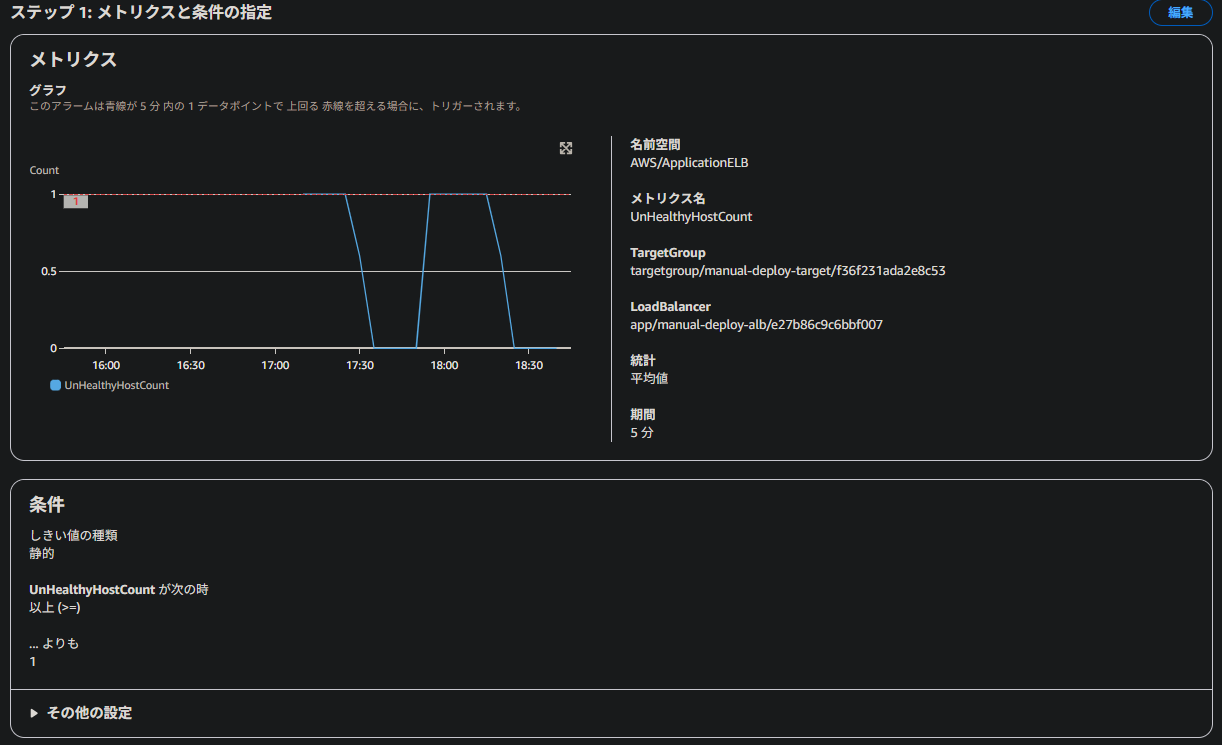 ステップ 1: メトリクスと条件の指定
編集
メトリクス
グラフ
このアラームは青線が 5 分 内の 1 データポイントで 上回る 赤線を超える場合に、トリガーされます。
Count
1
1
0.5
0
16:00 16:30 17:00 17:30 18:00 18:30
UnHealthyHostCount
名前空間
AWS/ApplicationELB
メトリクス名
UnHealthyHostCount
TargetGroup
targetgroup/manual-deploy-target/f36f231ada2e8c53
LoadBalancer
app/manual-deploy-alb/e27b86c9c6bbf007
統計
平均値
期間
5 分
条件
しきい値の種類
静的
UnHealthyHostCount が次の時
以上 (>=)
... よりも
1
その他の設定